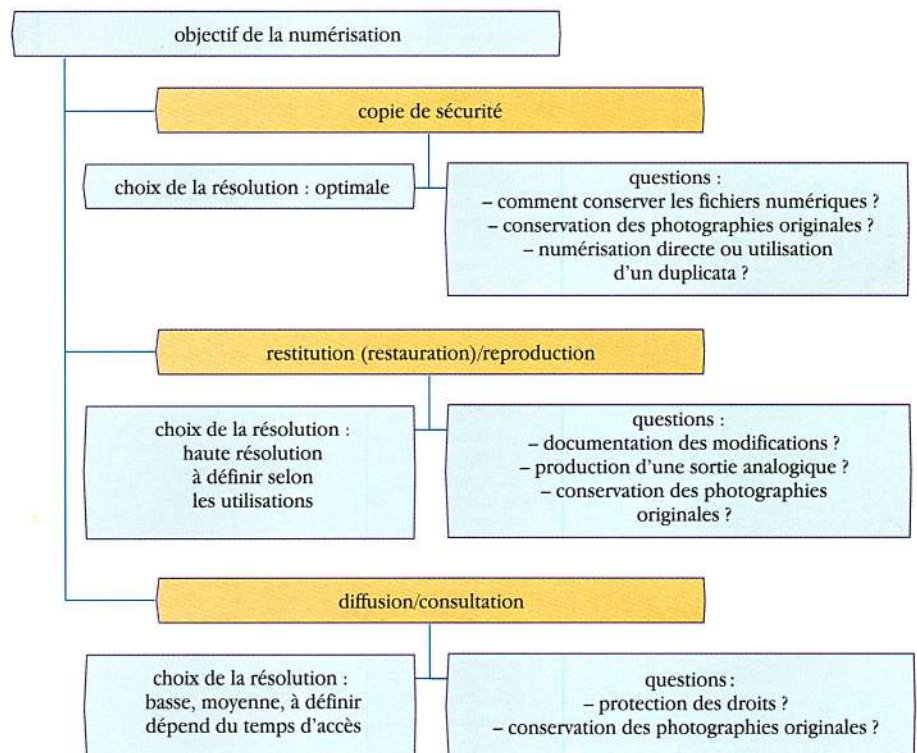 objectif de la numérisation
copie de sécurité
choix de la résolution : optimale
questions :
– comment conserver les fichiers numériques ?
– conservation des photographies originales ?
– numérisation directe ou utilisation
d’un duplicata ?
restitution (restauration)/reproduction
choix de la résolution :
haute résolution
à définir selon
les utilisations
questions :
– documentation des modifications ?
– production d’une sortie analogique ?
– conservation des photographies
originales ?
diffusion/consultation
choix de la résolution :
basse, moyenne, à définir
dépend du temps d’accès
questions :
– protection des droits ?
– conservation des photographies originales ?